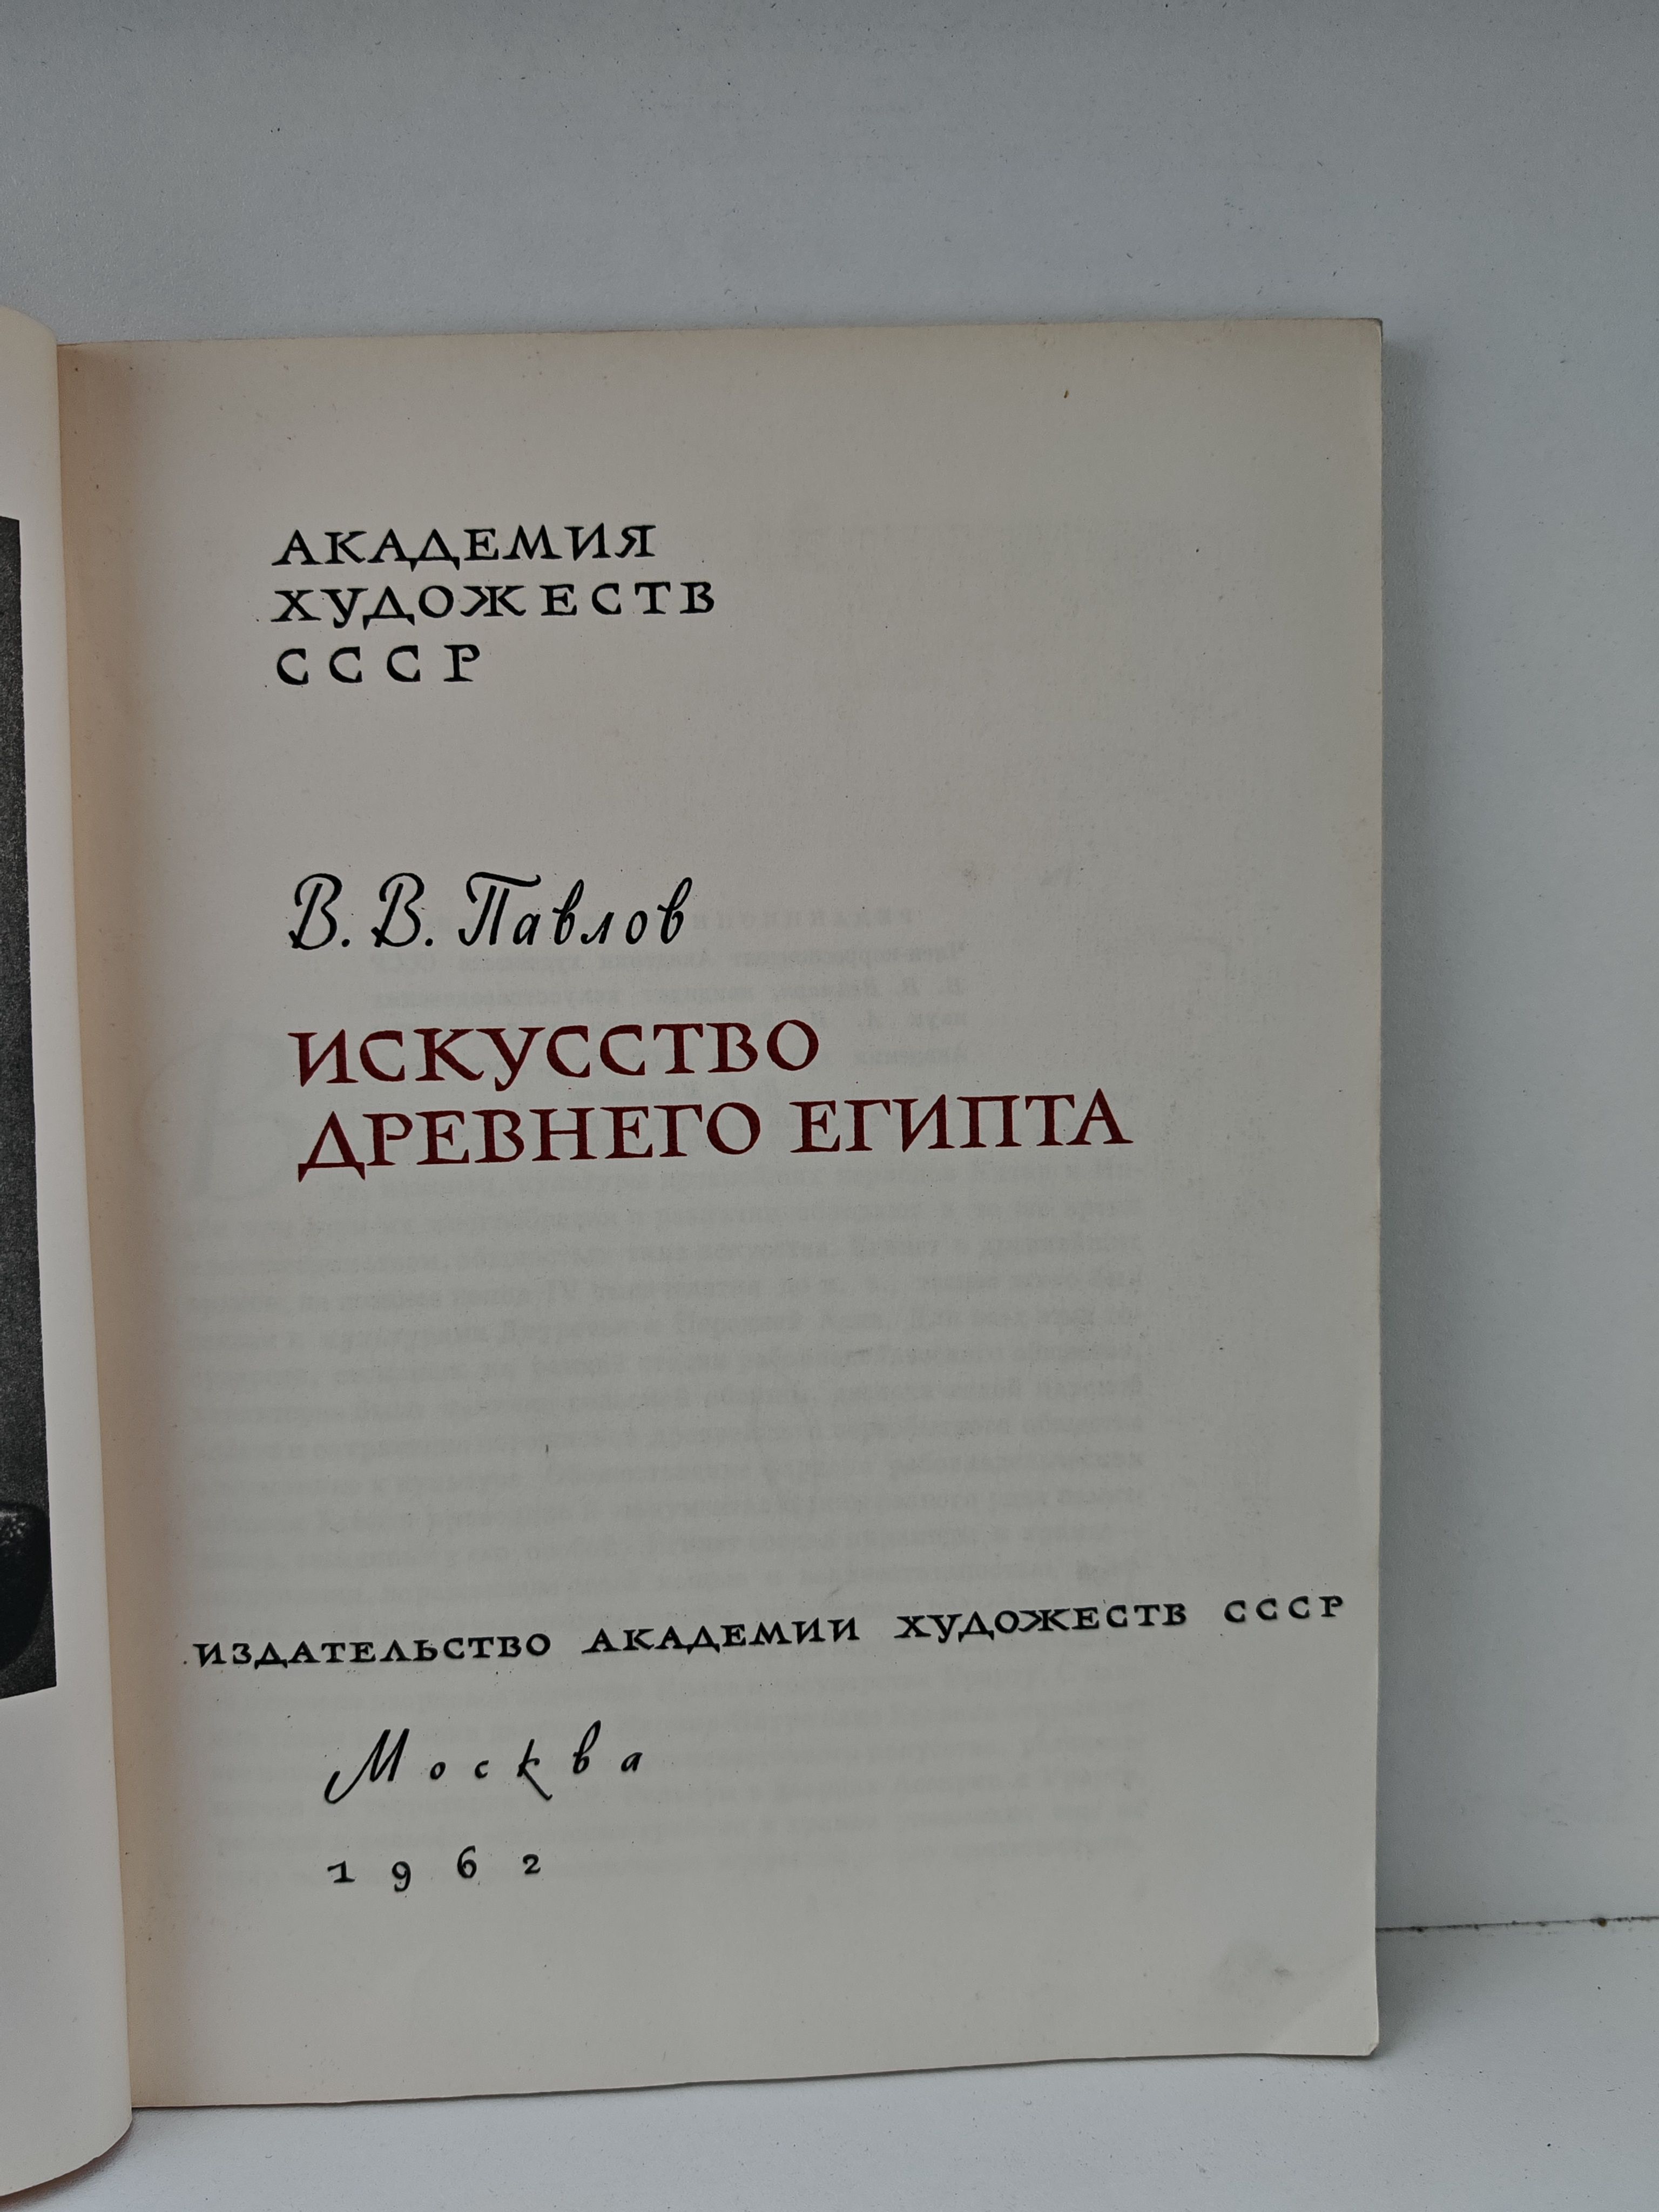 АКАДЕМИЯ
ХУДОЖЕСТВ
СССР
В. В. Павлов
ИСКУССТВО
ДРЕВНЕГО ЕГИПТА
ИЗДАТЕЛЬСТВО АКАДЕМИИ ХУДОЖЕСТВ СССР
Москва
1962